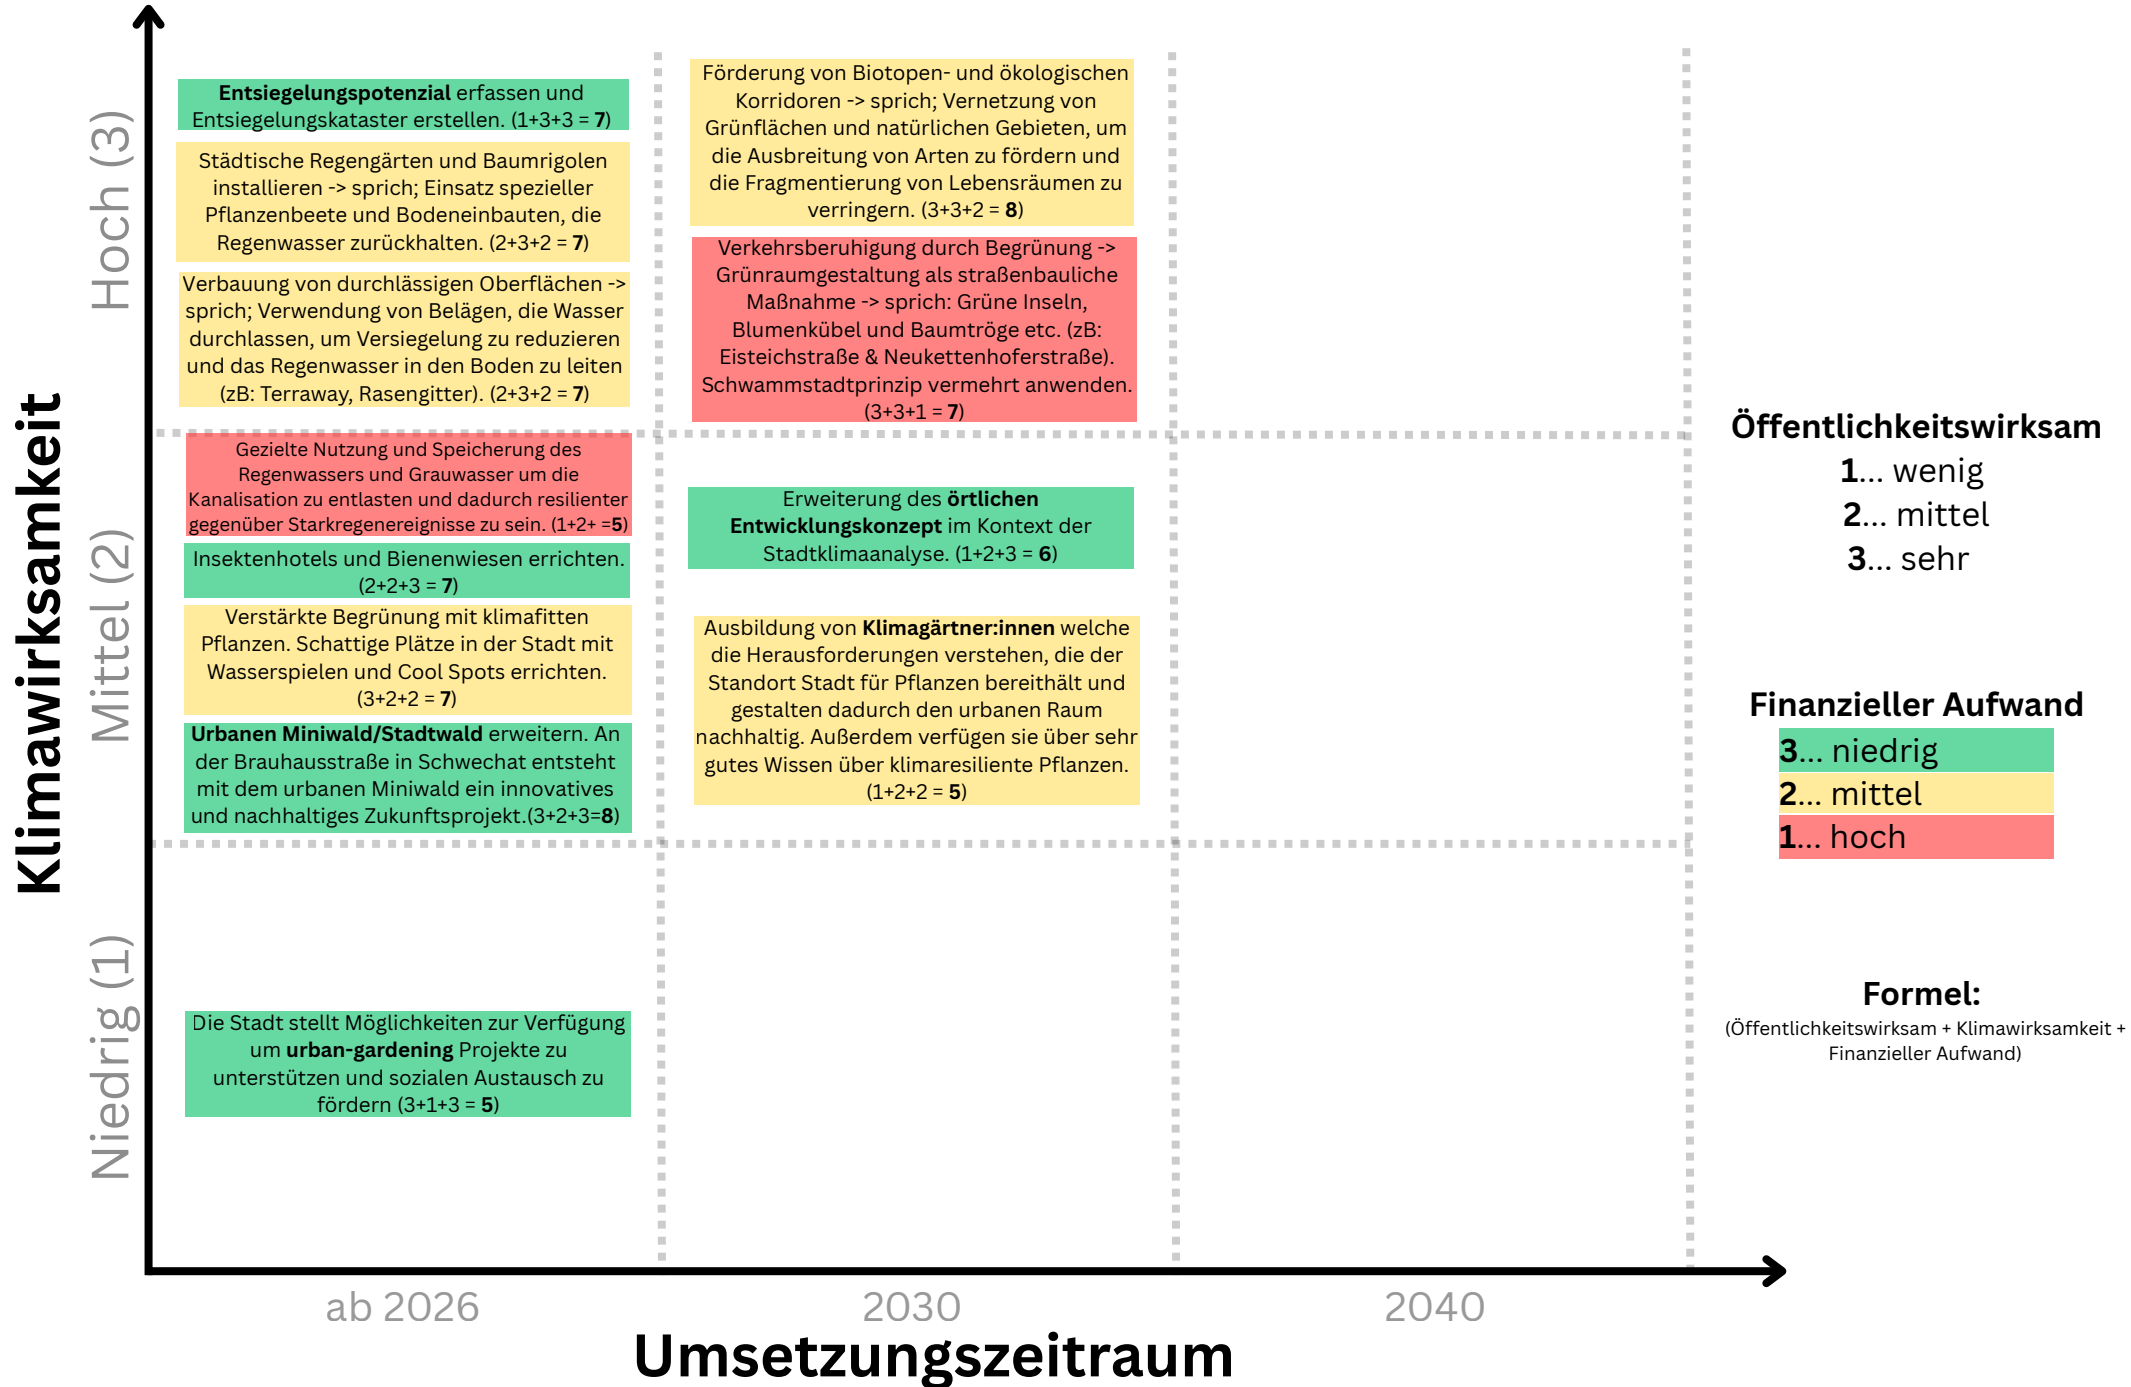 Klimawirksamkeit
Hoch (3)
Entsiegelungspotenzial erfassen und
Entsiegelungskataster erstellen. (1+3+3 = 7)
Städtische Regengärten und Baumrigolen
installieren -> sprich; Einsatz spezieller
Pflanzenbeete und Bodeneinbauten, die
Regenwasser zurückhalten. (2+3+2 = 7)
Verbauung von durchlässigen Oberflächen ->
sprich; Verwendung von Belägen, die Wasser
durchlassen, um Versiegelung zu reduzieren
und das Regenwasser in den Boden zu leiten
(zB: Terraway, Rasengitter). (2+3+2 = 7)
Förderung von Biotopen- und ökologischen
Korridoren -> sprich; Vernetzung von
Grünflächen und natürlichen Gebieten, um
die Ausbreitung von Arten zu fördern und
die Fragmentierung von Lebensräumen zu
verringern. (3+3+2 = 8)
Verkehrsberuhigung durch Begrünung ->
Grünraumgestaltung als straßenbauliche
Maßnahme -> sprich: Grüne Inseln,
Blumenkübel und Baumtröge etc. (zB:
Eisteichstraße & Neukettenhoferstraße).
Schwammstadtprinzip vermehrt anwenden.
(3+3+1 = 7)
Mittel (2)
Gezielte Nutzung und Speicherung des
Regenwassers und Grauwasser um die
Kanalisation zu entlasten und dadurch resilienter
gegenüber Starkregenereignisse zu sein. (1+2+ =5)
Insektenhotels und Bienenwiesen errichten.
(2+2+3 = 7)
Verstärkte Begrünung mit klimafitten
Pflanzen. Schattige Plätze in der Stadt mit
Wasserspielen und Cool Spots errichten.
(3+2+2 = 7)
Urbanen Miniwald/Stadtwald erweitern. An
der Brauhausstraße in Schwechat entsteht
mit dem urbanen Miniwald ein innovatives
und nachhaltiges Zukunftsprojekt.(3+2+3=8)
Erweiterung des örtlichen
Entwicklungskonzept im Kontext der
Stadtklimaanalyse. (1+2+3 = 6)
Ausbildung von Klimagärtner:innen welche
die Herausforderungen verstehen, die der
Standort Stadt für Pflanzen bereithält und
gestalten dadurch den urbanen Raum
nachhaltig. Außerdem verfügen sie über sehr
gutes Wissen über klimaresiliente Pflanzen.
(1+2+2 = 5)
Niedrig (1)
Die Stadt stellt Möglichkeiten zur Verfügung
um urban-gardening Projekte zu
unterstützen und sozialen Austausch zu
fördern (3+1+3 = 5)
ab 2026
2030
2040
Umsetzungszeitraum
Öffentlichkeitswirksam
1... wenig
2... mittel
3... sehr
Finanzieller Aufwand
3... niedrig
2... mittel
1... hoch
Formel:
(Öffentlichkeitswirksam + Klimawirksamkeit +
Finanzieller Aufwand)